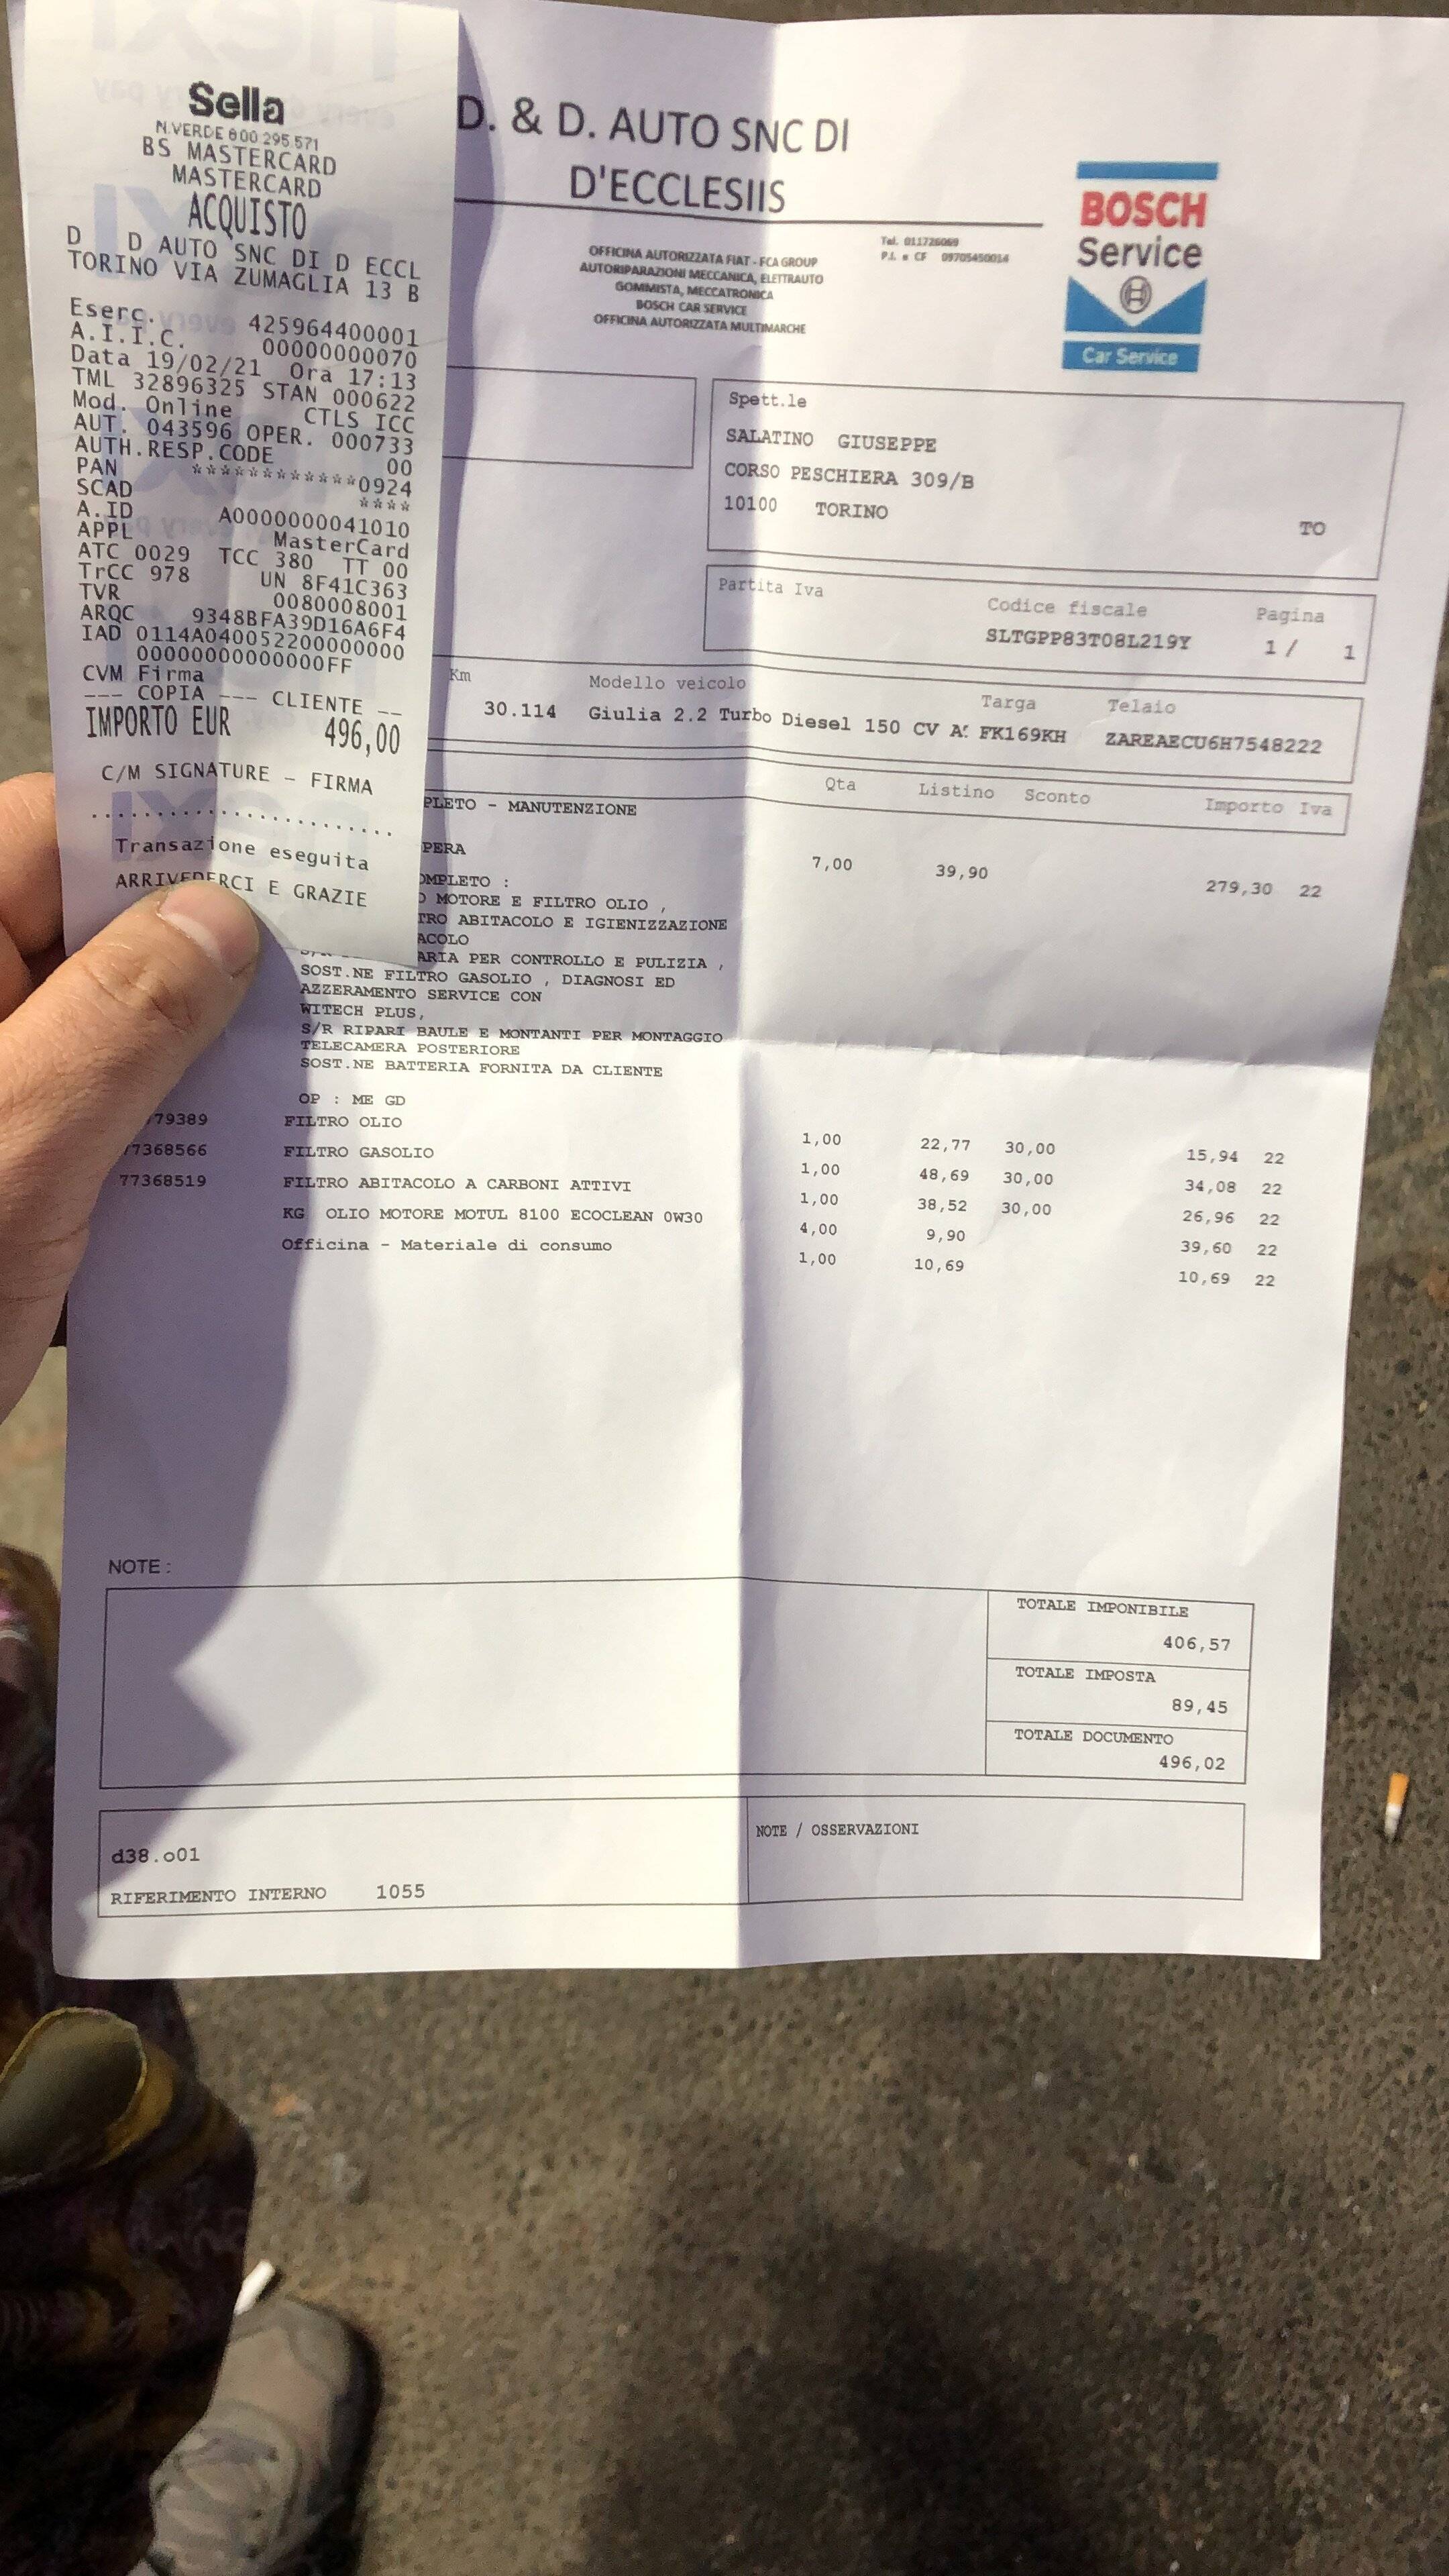 Sella
N.VERDE 800 295.571
BS MASTERCARD
MASTERCARD
ACQUISTO
D D AUTO SNC DI D ECCL
TORINO VIA ZUMAGLIA 13 B
Eserc. 425964400001
A.I.I.C. 00000000070
Data 19/02/21 Ora 17:13
TML 32896325 STAN 000622
Mod. Online CTLS ICC
AUT. 043596 OPER. 000733
AUTH.RESP.CODE 00
PAN ************0924
SCAD ****
A.ID A0000000041010
APPL MasterCard
ATC 0029 TCC 380 TT 00
TrCC 978 UN 8F41C363
TVR 0080008001
ARQC 9348BFA39D16A6F4
IAD 0114A04005220000000
00000000000000FF
CVM Firma
--- COPIA --- CLIENTE --
IMPORTO EUR 496,00
C/M SIGNATURE - FIRMA
Transazione eseguita
ARRIVEDERCI E GRAZIE
D. & D. AUTO SNC DI
D'ECCLESIIS
OFFICINA AUTORIZZATA FIAT - FCA GROUP
AUTORIPARAZIONI MECCANICA, ELETTRAUTO
GOMMISTA, MECCATRONICA
BOSCH CAR SERVICE
OFFICINA AUTORIZZATA MULTIMARCHE
Tel. 011726069
P.I. e CF 09705450014
BOSCH
Service
Car Service
Spett.le
SALATINO GIUSEPPE
CORSO PESCHIERA 309/B
10100 TORINO TO
Partita Iva Codice fiscale Pagina
SLTGPP83T08L219Y 1 / 1
Km Modello veicolo Targa Telaio
30.114 Giulia 2.2 Turbo Diesel 150 CV A: FK169KH ZAREAECU6H7548222
Qta Listino Sconto Importo Iva
PLETO - MANUTENZIONE
PERA 7,00 39,90 279,30 22
OMPLETO :
O MOTORE E FILTRO OLIO ,
TRO ABITACOLO E IGIENIZZAZIONE
ACOLO
ARIA PER CONTROLLO E PULIZIA ,
SOST.NE FILTRO GASOLIO , DIAGNOSI ED
AZZERAMENTO SERVICE CON
WITECH PLUS,
S/R RIPARI BAULE E MONTANTI PER MONTAGGIO
TELECAMERA POSTERIORE
SOST.NE BATTERIA FORNITA DA CLIENTE
OP : ME GD
79389 FILTRO OLIO 1,00 22,77 30,00 15,94 22
77368566 FILTRO GASOLIO 1,00 48,69 30,00 34,08 22
77368519 FILTRO ABITACOLO A CARBONI ATTIVI 1,00 38,52 30,00 26,96 22
KG OLIO MOTORE MOTUL 8100 ECOCLEAN 0W30 4,00 9,90 39,60 22
Officina - Materiale di consumo 1,00 10,69 10,69 22
NOTE :
TOTALE IMPONIBILE
406,57
TOTALE IMPOSTA
89,45
TOTALE DOCUMENTO
496,02
d38.o01
RIFERIMENTO INTERNO 1055
NOTE / OSSERVAZIONI